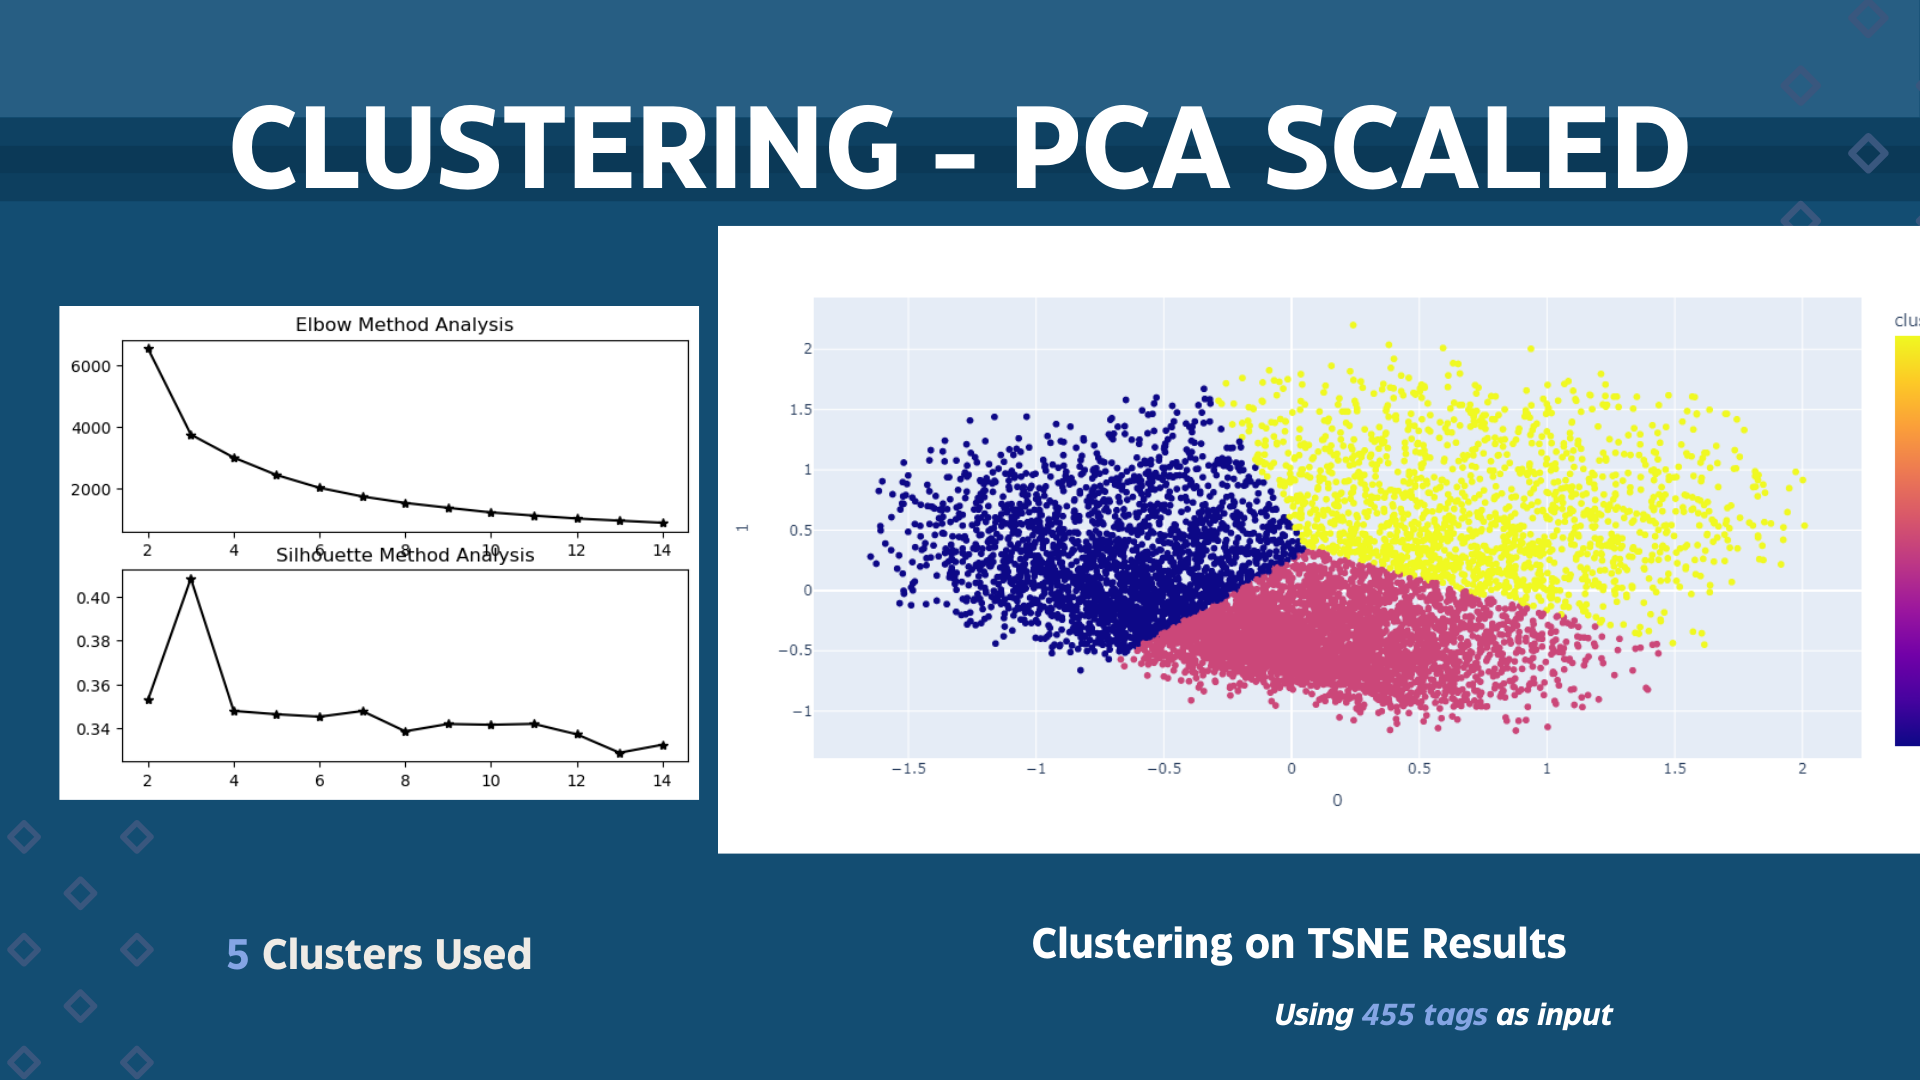 CLUSTERING - PCA SCALED
Elbow Method Analysis
6000
4000
2000
2 4 6 8 10 12 14
Silhouette Method Analysis
0.40
0.38
0.36
0.34
2 4 6 8 10 12 14
clus
2
1.5
1
0.5
0
−0.5
−1
1
−1.5 −1 −0.5 0 0.5 1 1.5 2
0
5 Clusters Used
Clustering on TSNE Results
Using 455 tags as input